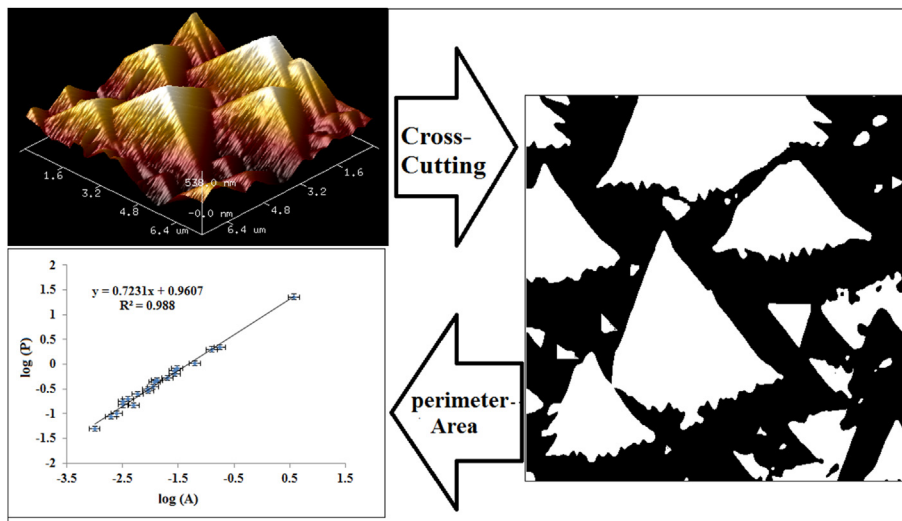 538.0 nm
-0.0 nm
1.6
3.2
4.8
6.4 um
6.4 um
4.8
3.2
1.6
Cross-
Cutting
perimeter-
Area
y = 0.7231x + 0.9607
R² = 0.988
log (P)
2
1.5
1
0.5
0
-0.5
-1
-1.5
-2
-3.5
-2.5
-1.5
-0.5
0.5
1.5
log (A)